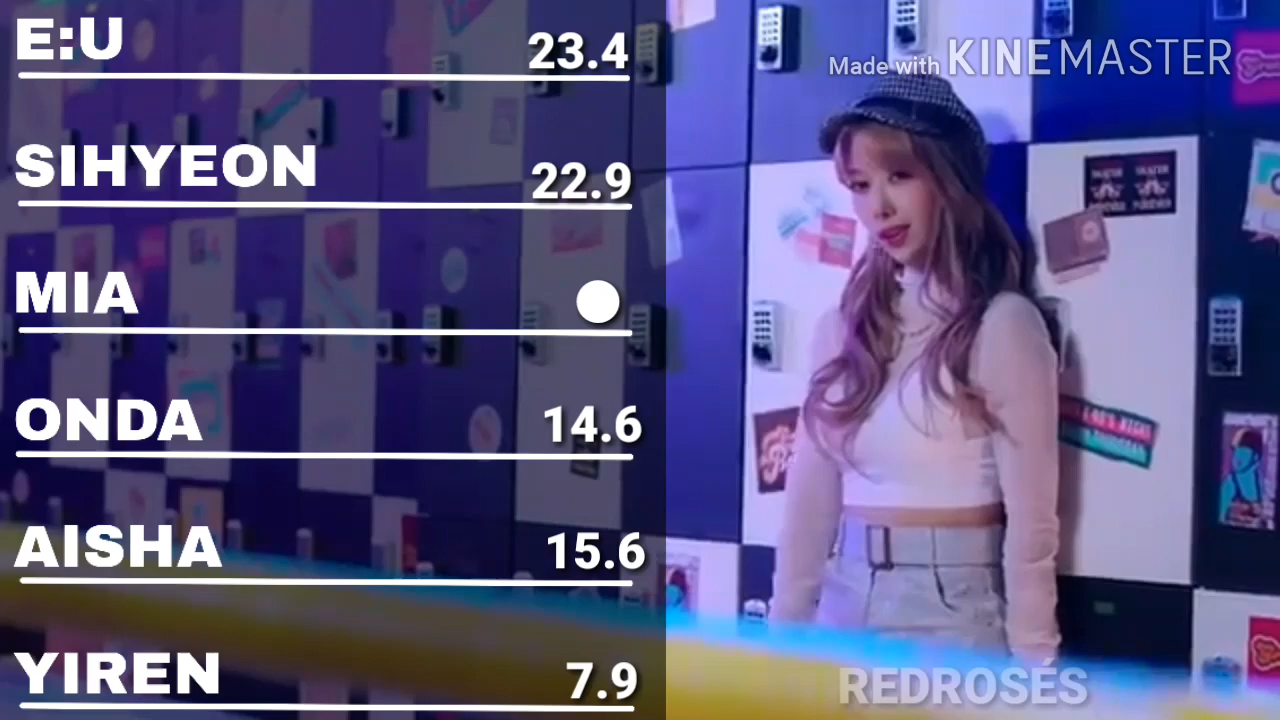 E:U 23.4
Made with KINEMASTER
SIHYEON 22.9
MIA
ONDA 14.6
AISHA 15.6
YIREN 7.9
REDROSÉS